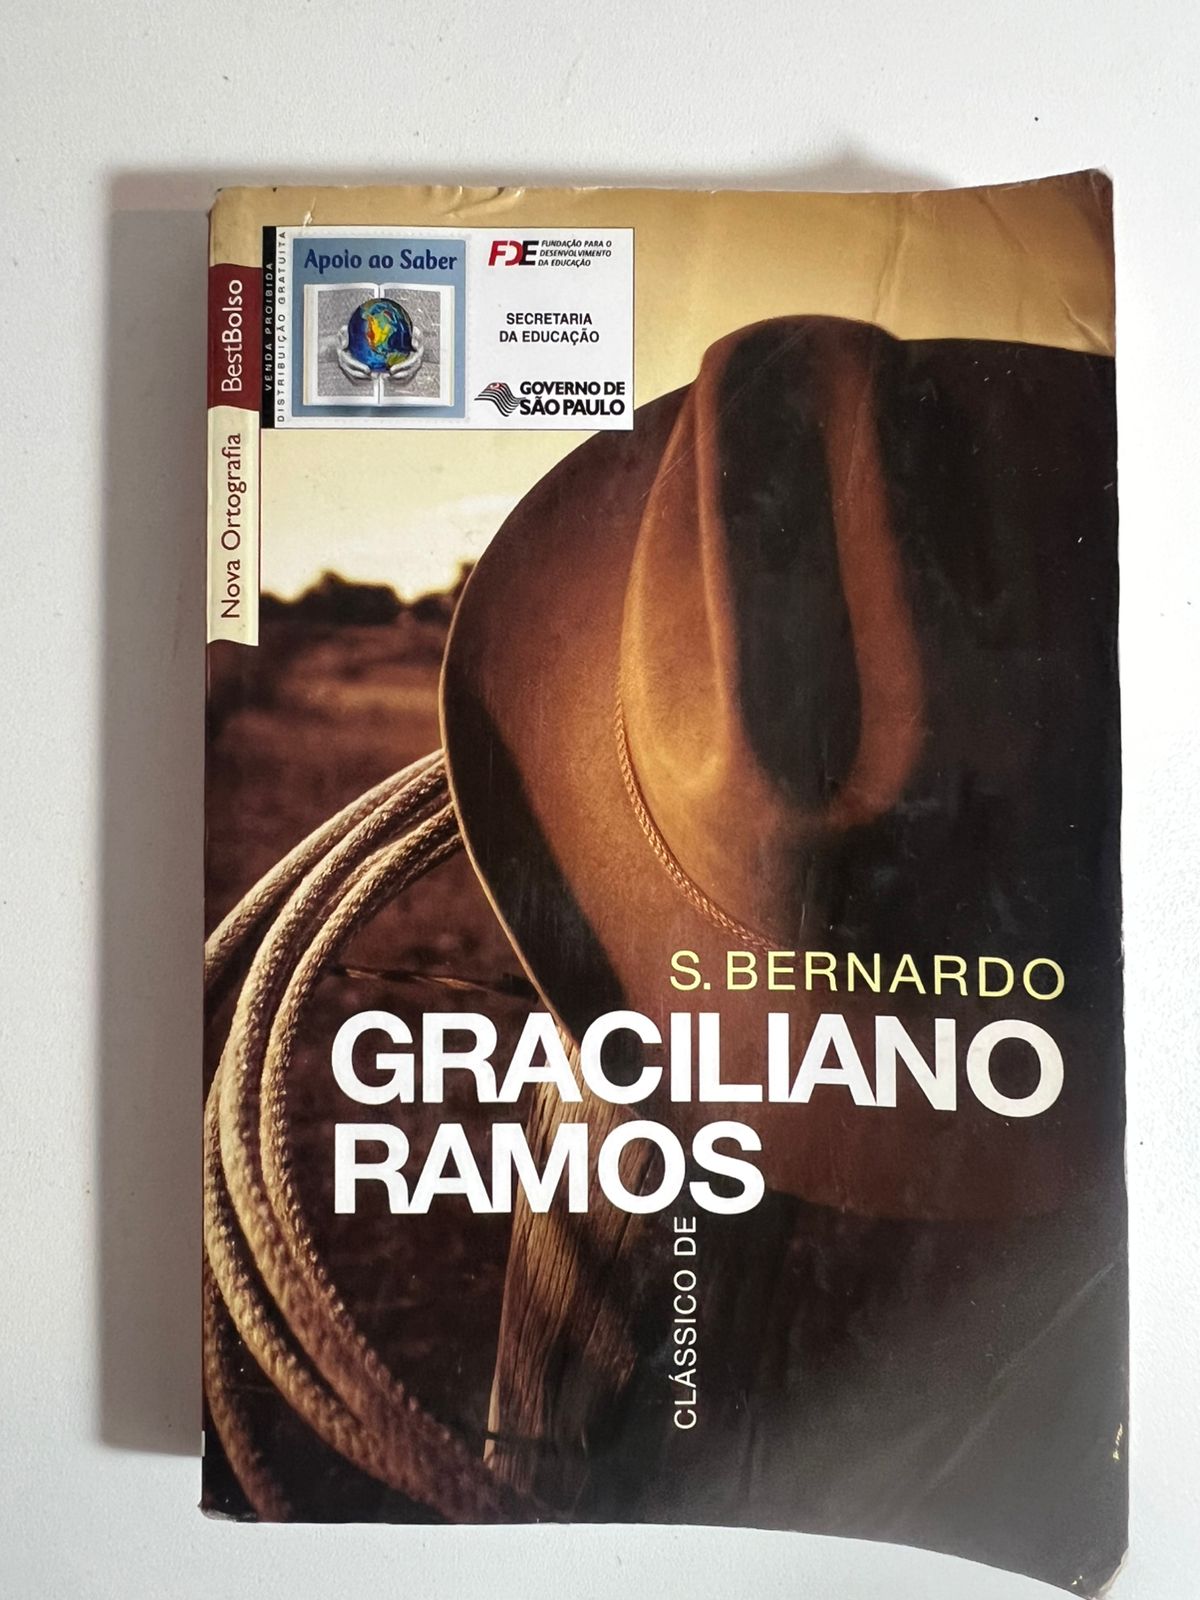 BestBolso
Nova Ortografia
VENDA PROIBIDA
DISTRIBUIÇÃO GRATUITA
Apoio ao Saber
FDE
FUNDAÇÃO PARA O
DESENVOLVIMENTO
DA EDUCAÇÃO
SECRETARIA
DA EDUCAÇÃO
GOVERNO DE
SÃO PAULO
S. BERNARDO
GRACILIANO
RAMOS
CLÁSSICO DE